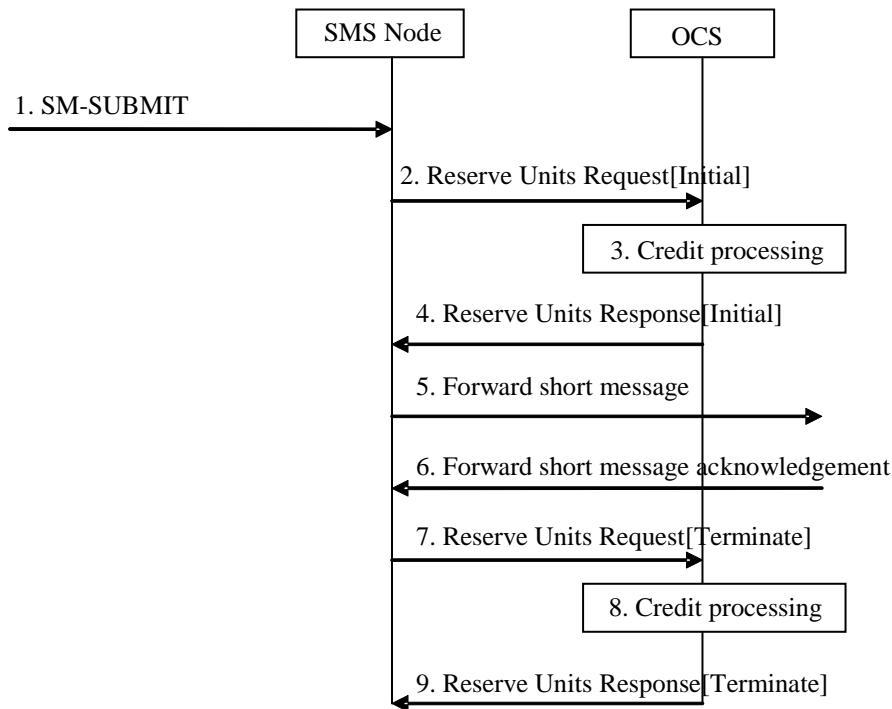 SMS Node
OCS
1. SM-SUBMIT
2. Reserve Units Request[Initial]
3. Credit processing
4. Reserve Units Response[Initial]
5. Forward short message
6. Forward short message acknowledgement
7. Reserve Units Request[Terminate]
8. Credit processing
9. Reserve Units Response[Terminate]